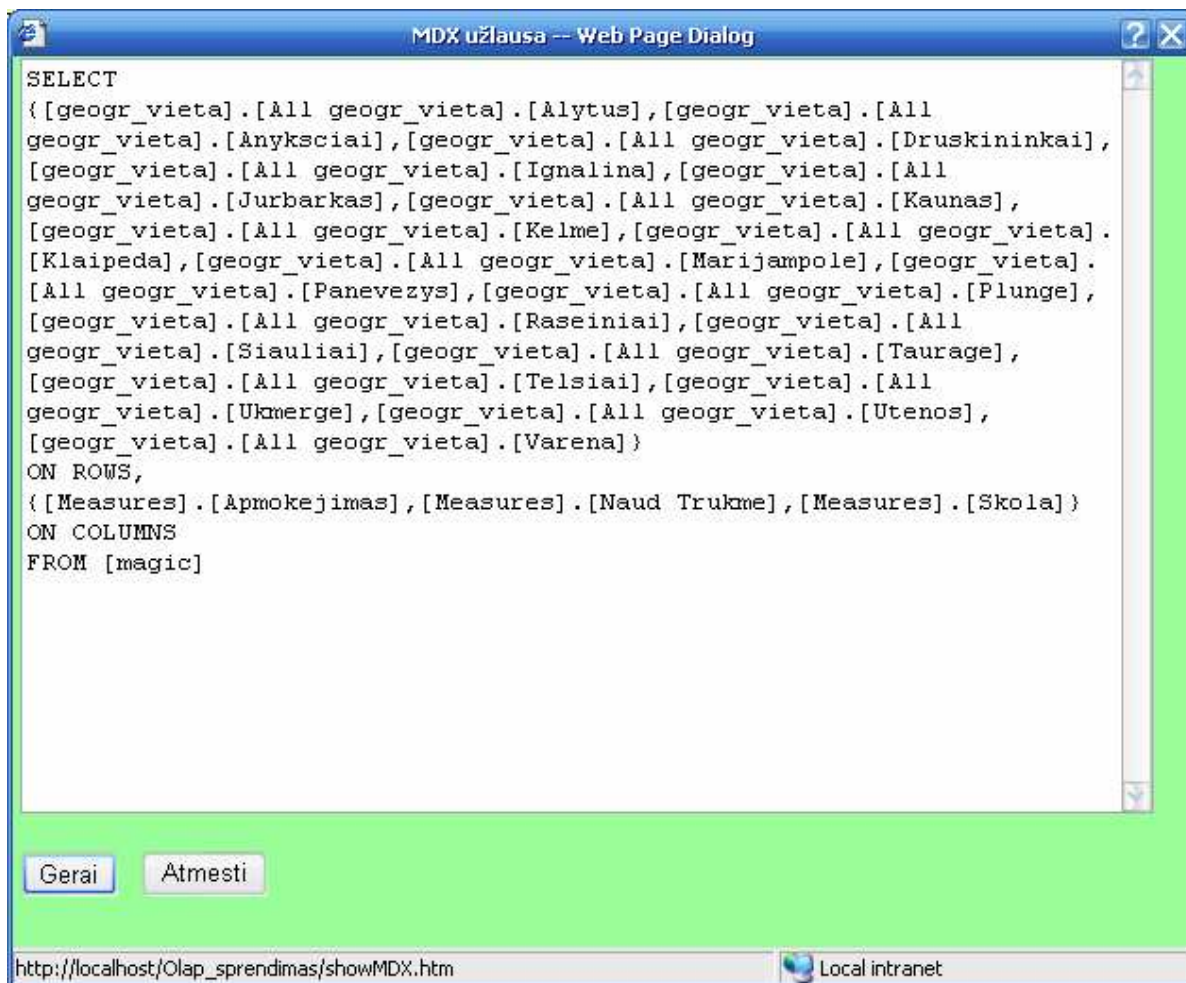 MDX užlausa -- Web Page Dialog
SELECT
{[geogr_vieta].[All geogr_vieta].[Alytus],[geogr_vieta].[All
geogr_vieta].[Anyksciai],[geogr_vieta].[All geogr_vieta].[Druskininkai],
[geogr_vieta].[All geogr_vieta].[Ignalina],[geogr_vieta].[All
geogr_vieta].[Jurbarkas],[geogr_vieta].[All geogr_vieta].[Kaunas],
[geogr_vieta].[All geogr_vieta].[Kelme],[geogr_vieta].[All geogr_vieta].
[Klaipeda],[geogr_vieta].[All geogr_vieta].[Marijampole],[geogr_vieta].
[All geogr_vieta].[Panevezys],[geogr_vieta].[All geogr_vieta].[Plunge],
[geogr_vieta].[All geogr_vieta].[Raseiniai],[geogr_vieta].[All
geogr_vieta].[Siauliai],[geogr_vieta].[All geogr_vieta].[Taurage],
[geogr_vieta].[All geogr_vieta].[Telsiai],[geogr_vieta].[All
geogr_vieta].[Ukmerge],[geogr_vieta].[All geogr_vieta].[Utenos],
[geogr_vieta].[All geogr_vieta].[Varena]}
ON ROWS,
{[Measures].[Apmokejimas],[Measures].[Naud Trukme],[Measures].[Skola]}
ON COLUMNS
FROM [magic]
Gerai Atmesti
http://localhost/Olap_sprendimas/showMDX.htm Local intranet